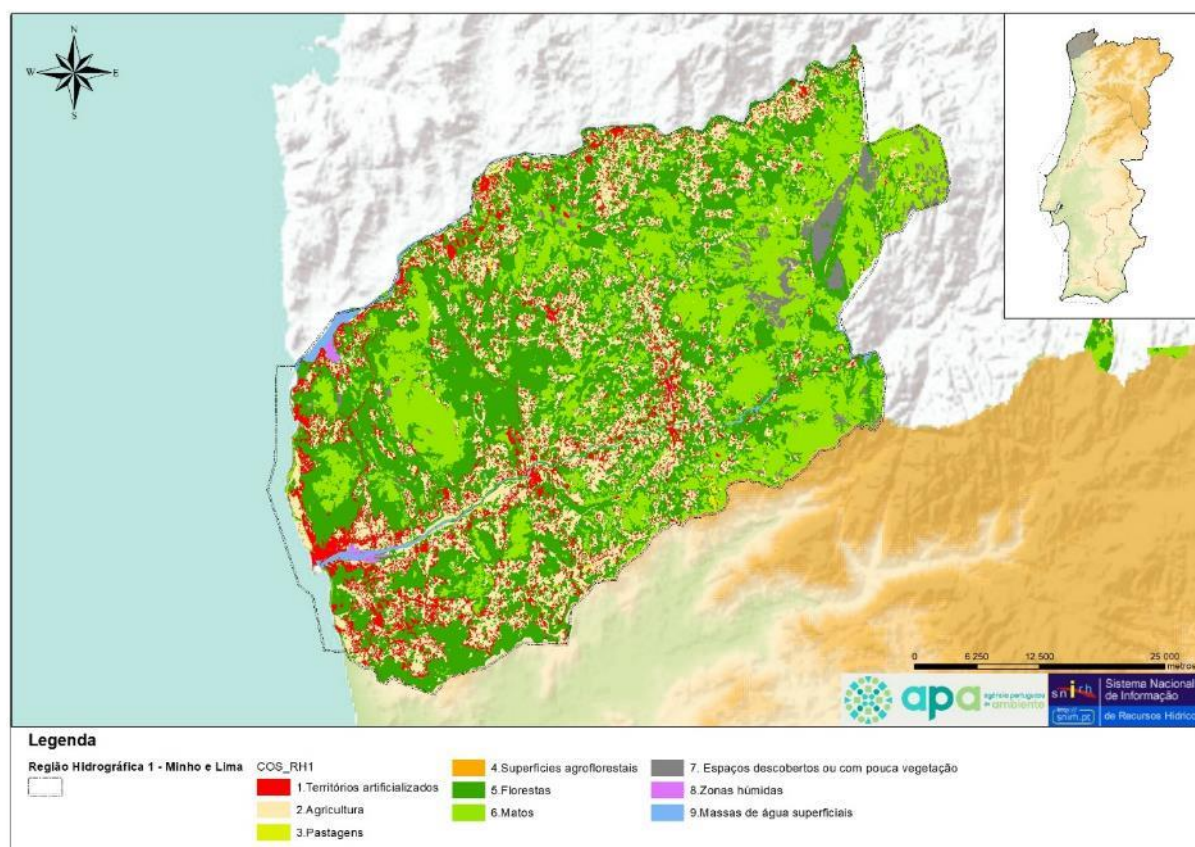 N
W E
S
0 6 250 12 500 25 000
metros
apa agência portuguesa
do ambiente
snirh Sistema Nacional
de Informação
snirh.pt de Recursos Hídricos
Legenda
Região Hidrográfica 1 - Minho e Lima
COS_RH1
1.Territórios artificializados
2.Agricultura
3.Pastagens
4.Superfícies agroflorestais
5.Florestas
6.Matos
7. Espaços descobertos ou com pouca vegetação
8.Zonas húmidas
9.Massas de água superficiais